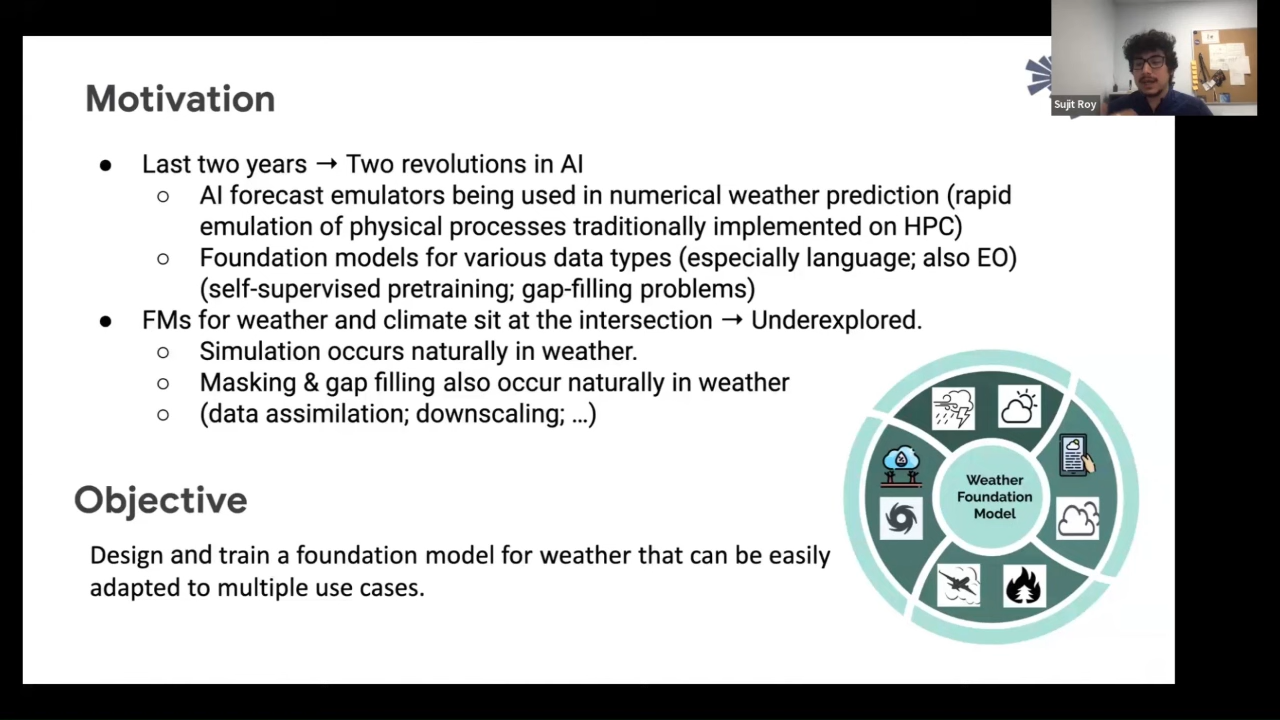 Motivation
● Last two years → Two revolutions in AI
○ AI forecast emulators being used in numerical weather prediction (rapid
emulation of physical processes traditionally implemented on HPC)
○ Foundation models for various data types (especially language; also EO)
(self-supervised pretraining; gap-filling problems)
● FMs for weather and climate sit at the intersection → Underexplored.
○ Simulation occurs naturally in weather.
○ Masking & gap filling also occur naturally in weather
○ (data assimilation; downscaling; ...)
Objective
Design and train a foundation model for weather that can be easily
adapted to multiple use cases.
Weather
Foundation
Model
Sujit Roy